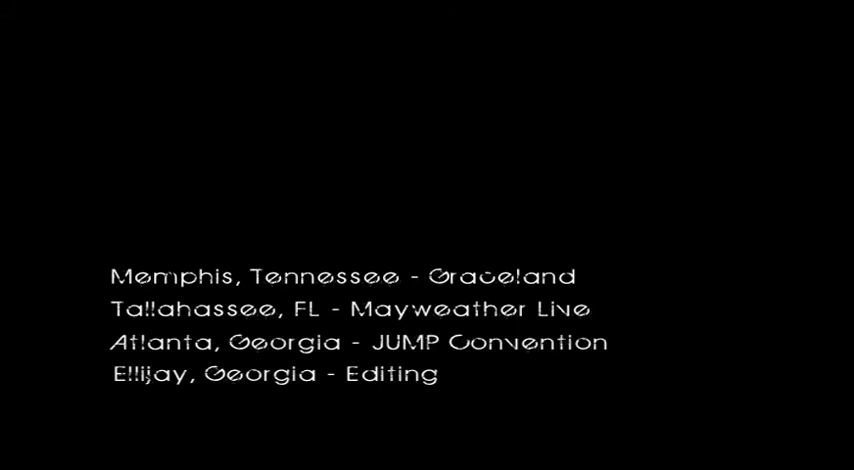 Memphis, Tennessee - Graceland
Tallahassee, FL - Mayweather Live
Atlanta, Georgia - JUMP Convention
Ellijay, Georgia - Editing